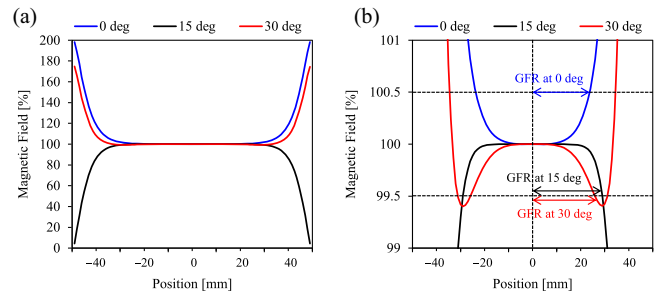 (a)
0 deg 15 deg 30 deg
Magnetic Field [%]
200
180
160
140
120
100
80
60
40
20
0
−40 −20 0 20 40
Position [mm]
(b)
0 deg 15 deg 30 deg
Magnetic Field [%]
101
100.5
100
99.5
99
GFR at 0 deg
GFR at 15 deg
GFR at 30 deg
−40 −20 0 20 40
Position [mm]